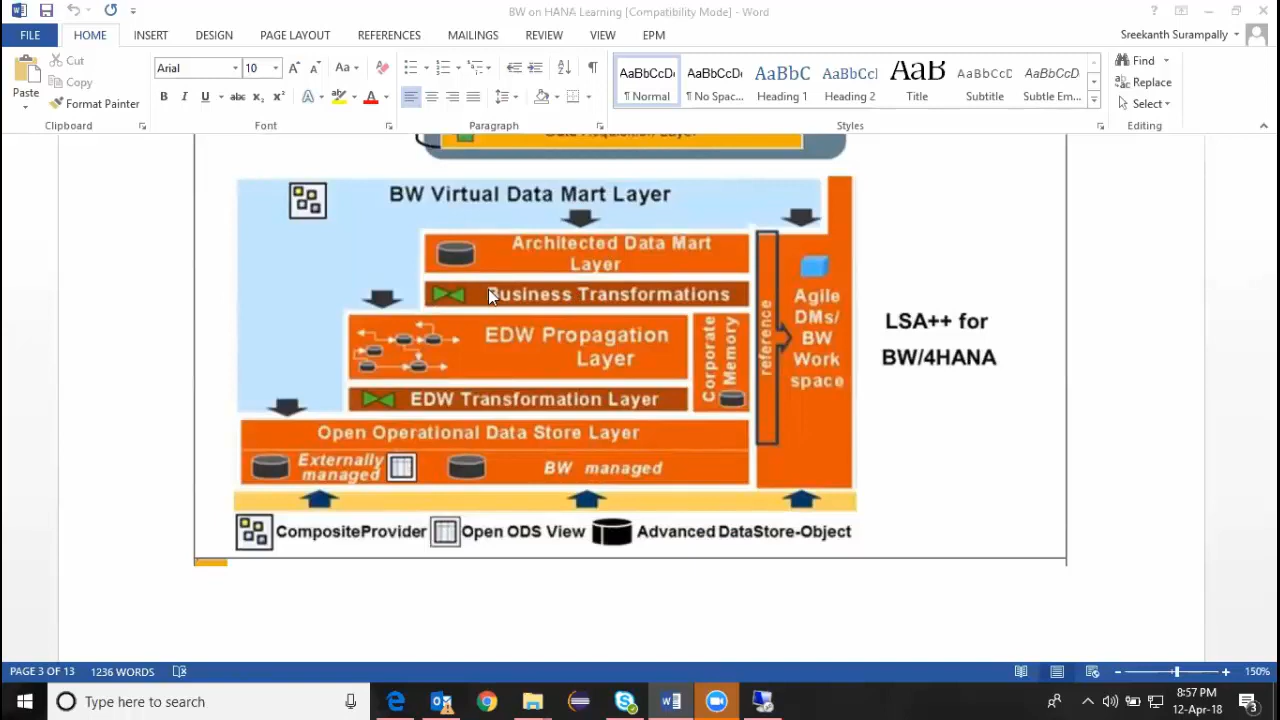 BW on HANA Learning [Compatibility Mode] - Word
FILE HOME INSERT DESIGN PAGE LAYOUT REFERENCES MAILINGS REVIEW VIEW EPM
Sreekanth Surampally
Paste
Cut
Copy
Format Painter
Clipboard
Arial 10
Font
Paragraph
AaBbCcDc AaBbCcDc AaBbC AaBbCcI AaB AaBbCcD AaBbCcD
¶ Normal ¶ No Spac... Heading 1 Heading 2 Title Subtitle Subtle Em...
Styles
Find
Replace
Select
Editing
BW Virtual Data Mart Layer
Architected Data Mart
Layer
Business Transformations
EDW Propagation
Layer
EDW Transformation Layer
Corporate
Memory
reference
Agile
DMs/
BW
Work
space
Open Operational Data Store Layer
Externally
managed
BW managed
CompositeProvider Open ODS View Advanced DataStore-Object
LSA++ for
BW/4HANA
PAGE 3 OF 13 1236 WORDS
150%
Type here to search
8:57 PM
12-Apr-18
3